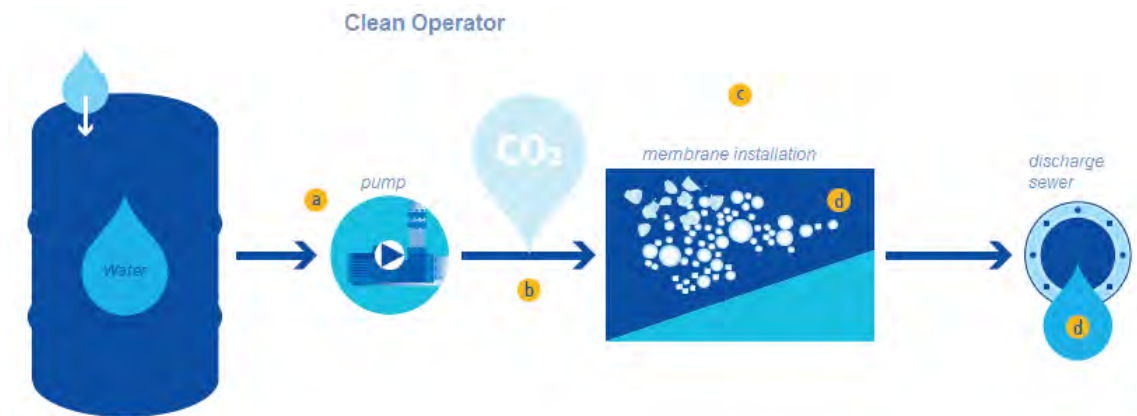 Clean Operator
c
CO₂
membrane installation
discharge
sewer
pump
a
d
Water
b
d